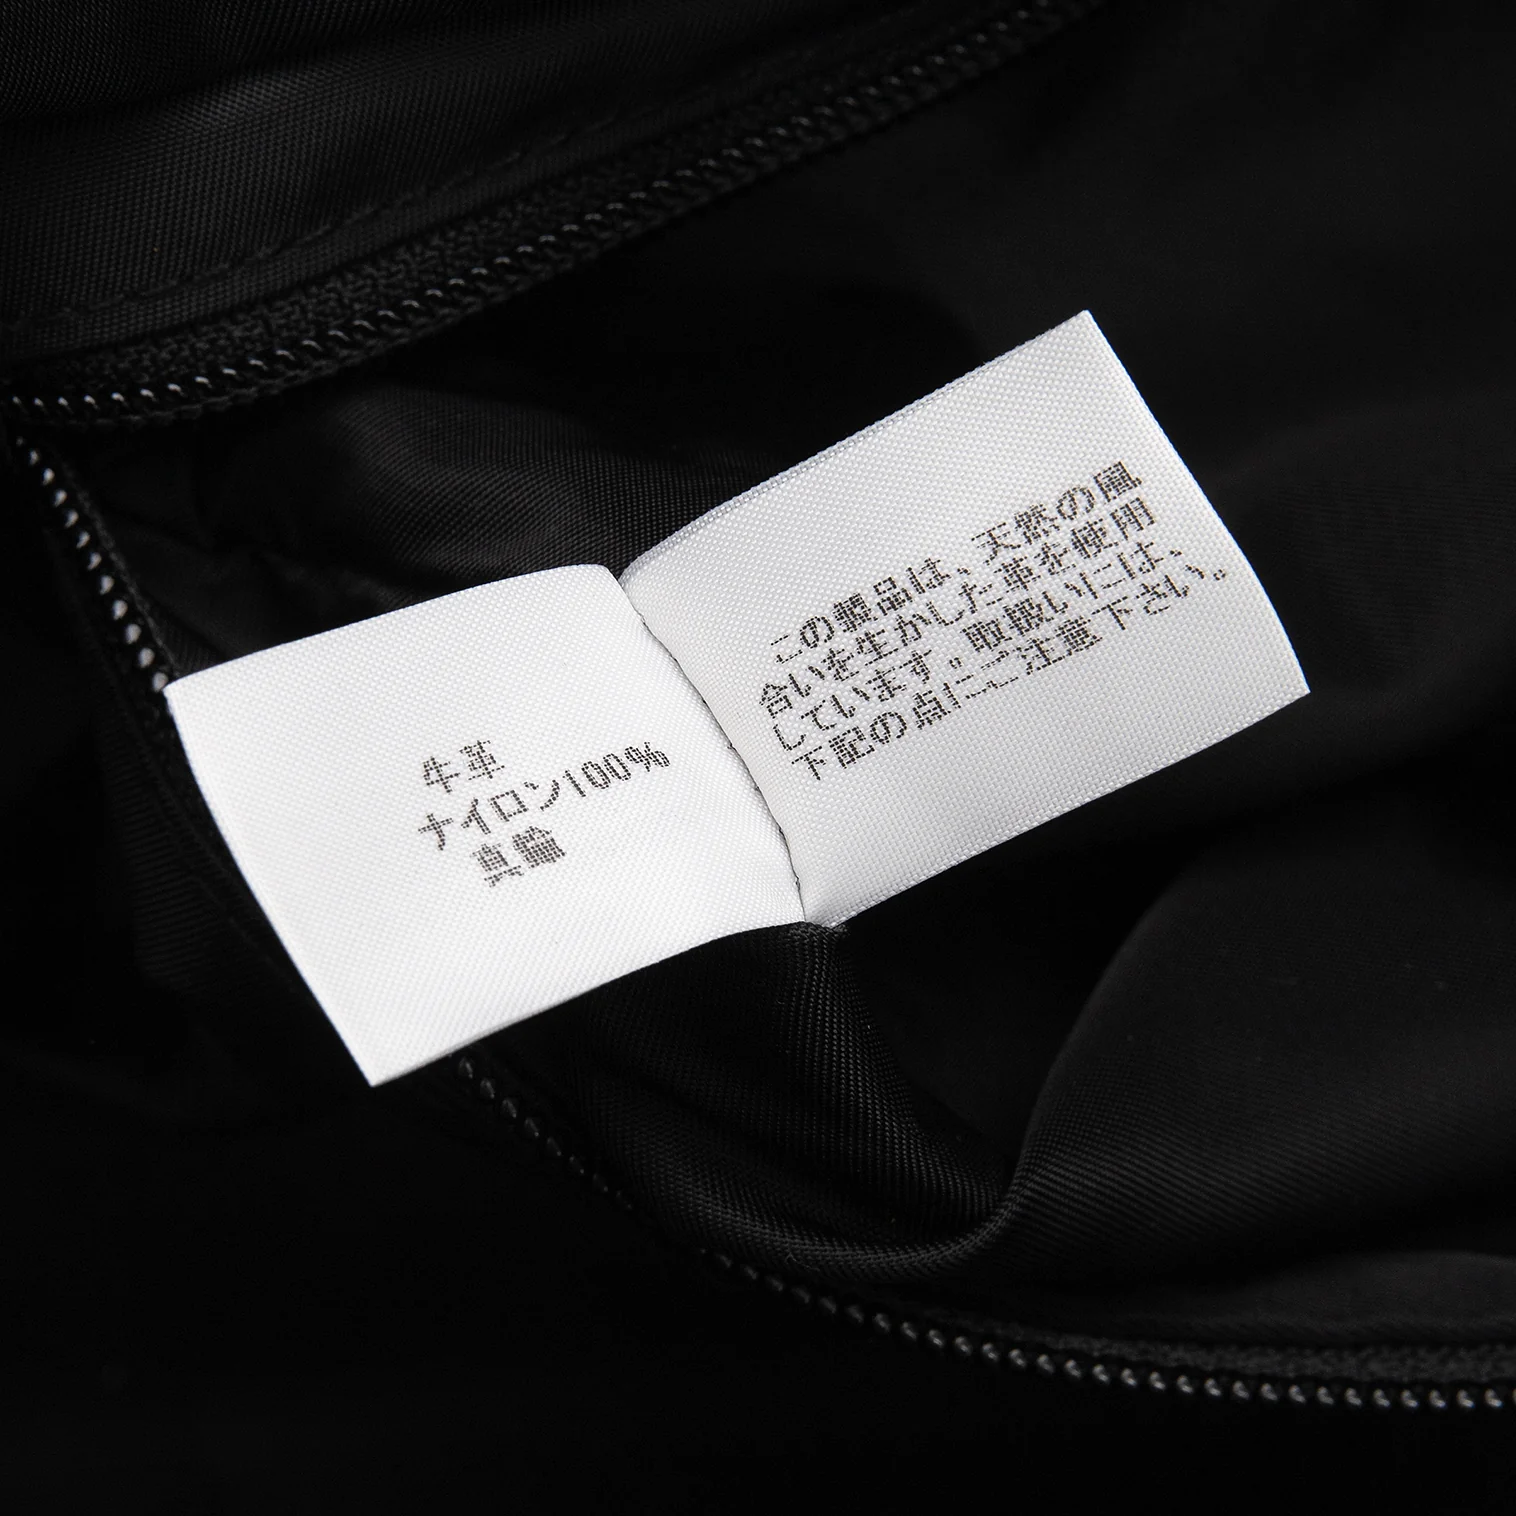 牛革
ナイロン100%
真鍮
この製品は、天然の風
合いを生かした革を使用
しています。取扱いには、
下記の点にご注意下さい。